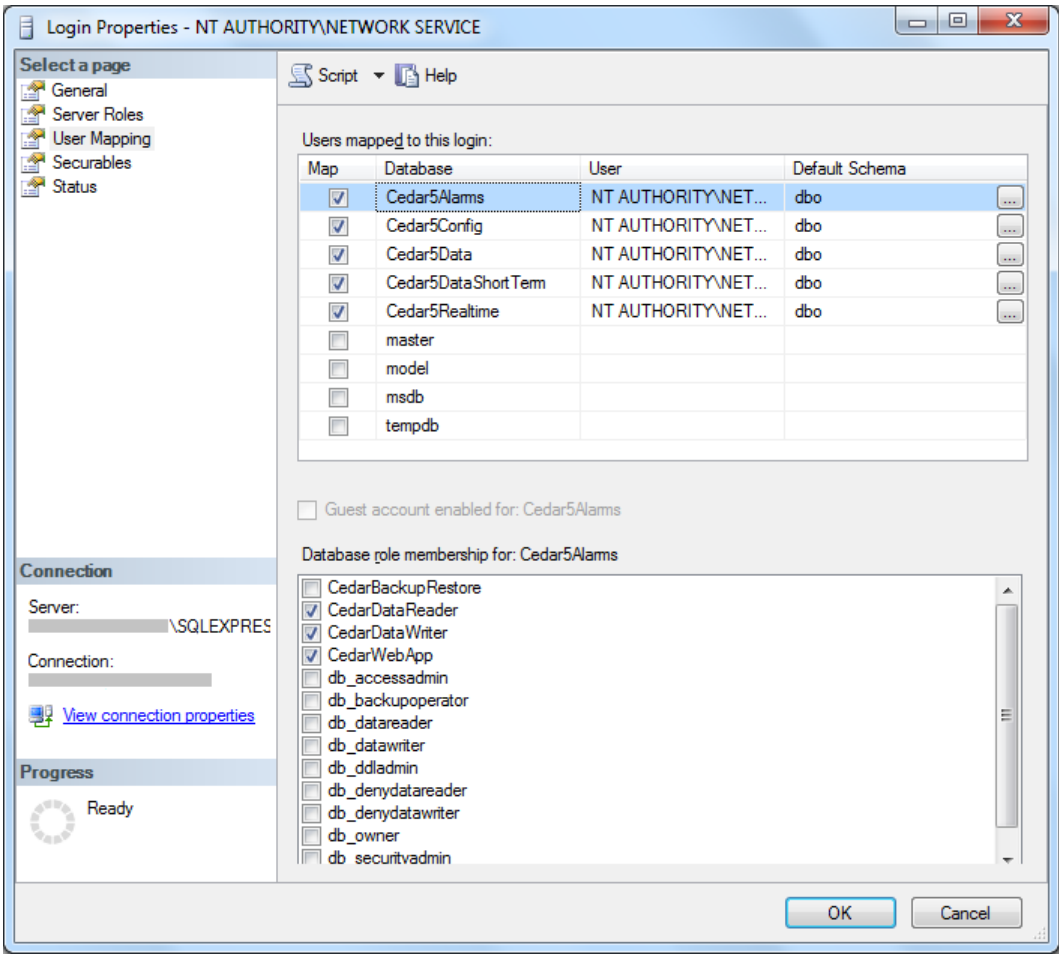 Login Properties - NT AUTHORITY\NETWORK SERVICE
Select a page
General
Server Roles
User Mapping
Securables
Status
Script Help
Users mapped to this login:
Map Database User Default Schema
Cedar5Alarms NT AUTHORITY\NET... dbo ...
Cedar5Config NT AUTHORITY\NET... dbo ...
Cedar5Data NT AUTHORITY\NET... dbo ...
Cedar5DataShortTerm NT AUTHORITY\NET... dbo ...
Cedar5Realtime NT AUTHORITY\NET... dbo ...
master
model
msdb
tempdb
Guest account enabled for: Cedar5Alarms
Database role membership for: Cedar5Alarms
CedarBackupRestore
CedarDataReader
CedarDataWriter
CedarWebApp
db_accessadmin
db_backupoperator
db_datareader
db_datawriter
db_ddladmin
db_denydatareader
db_denydatawriter
db_owner
db_securityadmin
Connection
Server:
\SQLEXPRES
Connection:
View connection properties
Progress
Ready
OK Cancel